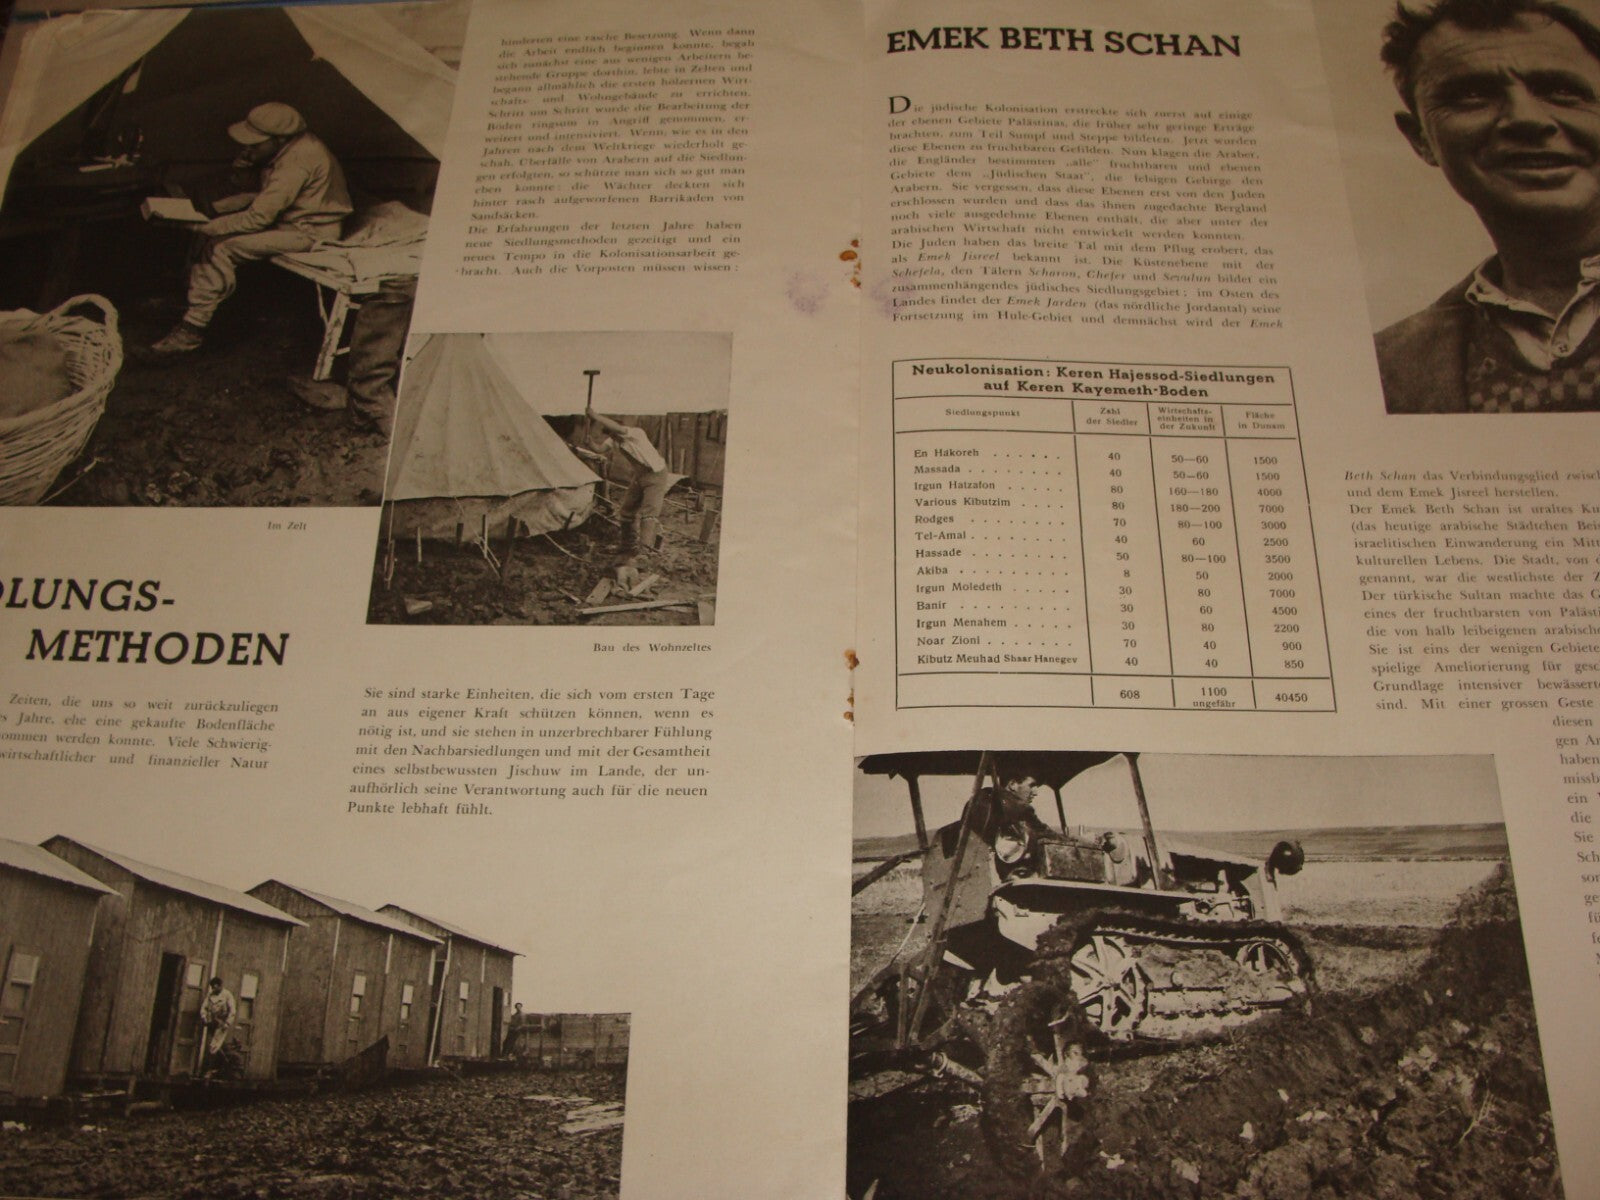 hinderten eine rasche Besetzung. Wenn dann
die Arbeit endlich beginnen konnte, begab
sich zunächst eine aus wenigen Arbeitern be-
stehende Gruppe dorthin, lebte in Zelten und
begann allmählich die ersten hölzernen Wirt-
schafts- und Wohngebäude zu errichten.
Schritt um Schritt wurde die Bearbeitung der
Böden ringsum in Angriff genommen, er-
weitert und intensiviert. Wenn, wie es in den
Jahren nach dem Weltkriege wiederholt ge-
schah, Überfälle von Arabern auf die Siedlun-
gen erfolgten, so schützte man sich so gut man
eben konnte: die Wächter deckten sich
hinter rasch aufgeworfenen Barrikaden von
Sandsäcken.
Die Erfahrungen der letzten Jahre haben
neue Siedlungsmethoden gezeitigt und ein
neues Tempo in die Kolonisationsarbeit ge-
bracht. Auch die Vorposten müssen wissen:
Im Zelt
Bau des Wohnzeltes
DLUNGS-
METHODEN
Zeiten, die uns so weit zurückzuliegen
Jahre, ehe eine gekaufte Bodenfläche
ommen werden konnte. Viele Schwierig-
wirtschaftlicher und finanzieller Natur
Sie sind starke Einheiten, die sich vom ersten Tage
an aus eigener Kraft schützen können, wenn es
nötig ist, und sie stehen in unzerbrechbarer Fühlung
mit den Nachbarsiedlungen und mit der Gesamtheit
eines selbstbewussten Jischuw im Lande, der un-
aufhörlich seine Verantwortung auch für die neuen
Punkte lebhaft fühlt.
EMEK BETH SCHAN
Die jüdische Kolonisation erstreckte sich zuerst auf einige
der ebenen Gebiete Palästinas, die früher sehr geringe Erträge
brachten, zum Teil Sumpf und Steppe bildeten. Jetzt wurden
diese Ebenen zu fruchtbaren Gefilden. Nun klagen die Araber,
die Engländer bestimmten „alle" fruchtbaren und ebenen
Gebiete dem „Jüdischen Staat", die felsigen Gebirge den
Arabern. Sie vergessen, dass diese Ebenen erst von den Juden
erschlossen wurden und dass das ihnen zugedachte Bergland
noch viele ausgedehnte Ebenen enthält, die aber unter der
arabischen Wirtschaft nicht entwickelt werden konnten.
Die Juden haben das breite Tal mit dem Pflug erobert, das
als Emek Jisreel bekannt ist. Die Küstenebene mit der
Schefela, den Tälern Scharon, Chefer und Sevulun bildet ein
zusammenhängendes jüdisches Siedlungsgebiet; im Osten des
Landes findet der Emek Jarden (das nördliche Jordantal) seine
Fortsetzung im Hule-Gebiet und demnächst wird der Emek
Neukolonisation: Keren Hajessod-Siedlungen
auf Keren Kayemeth-Boden
Siedlungspunkt Zahl der Siedler Wirtschafts-einheiten in der Zukunft Fläche in Dunam
En Hakoreh . . . . . . 40 50—60 1500
Massada . . . . . . . . 40 50—60 1500
Irgun Hatzafon . . . . . 80 160—180 4000
Various Kibutzim . . . . 80 180—200 7000
Rodges . . . . . . . . 70 80—100 3000
Tel-Amal . . . . . . . . 40 60 2500
Hassade . . . . . . . . 50 80—100 3500
Akiba . . . . . . . . . 8 50 2000
Irgun Moledeth . . . . . 30 80 7000
Banir . . . . . . . . . 30 60 4500
Irgun Menahem . . . . . 30 80 2200
Noar Zioni . . . . . . . 70 40 900
Kibutz Meuhad Shaar Hanegev 40 40 850
608 1100 ungefähr 40450
Beth Schan das Verbindungsglied zwisc
und dem Emek Jisreel herstellen.
Der Emek Beth Schan ist uraltes Ku
(das heutige arabische Städtchen Bei
israelitischen Einwanderung ein Mitt
kulturellen Lebens. Die Stadt, von
genannt, war die westlichste der
Der türkische Sultan machte das G
eines der fruchtbarsten von Paläst
die von halb leibeigenen arabische
Sie ist eins der wenigen Gebiete
spielige Ameliorierung für gesc
Grundlage intensiver bewässert
sind. Mit einer grossen Geste
diesen
gen Ar
haben
missb
ein
die
Sie
Sch
son
ge
fü